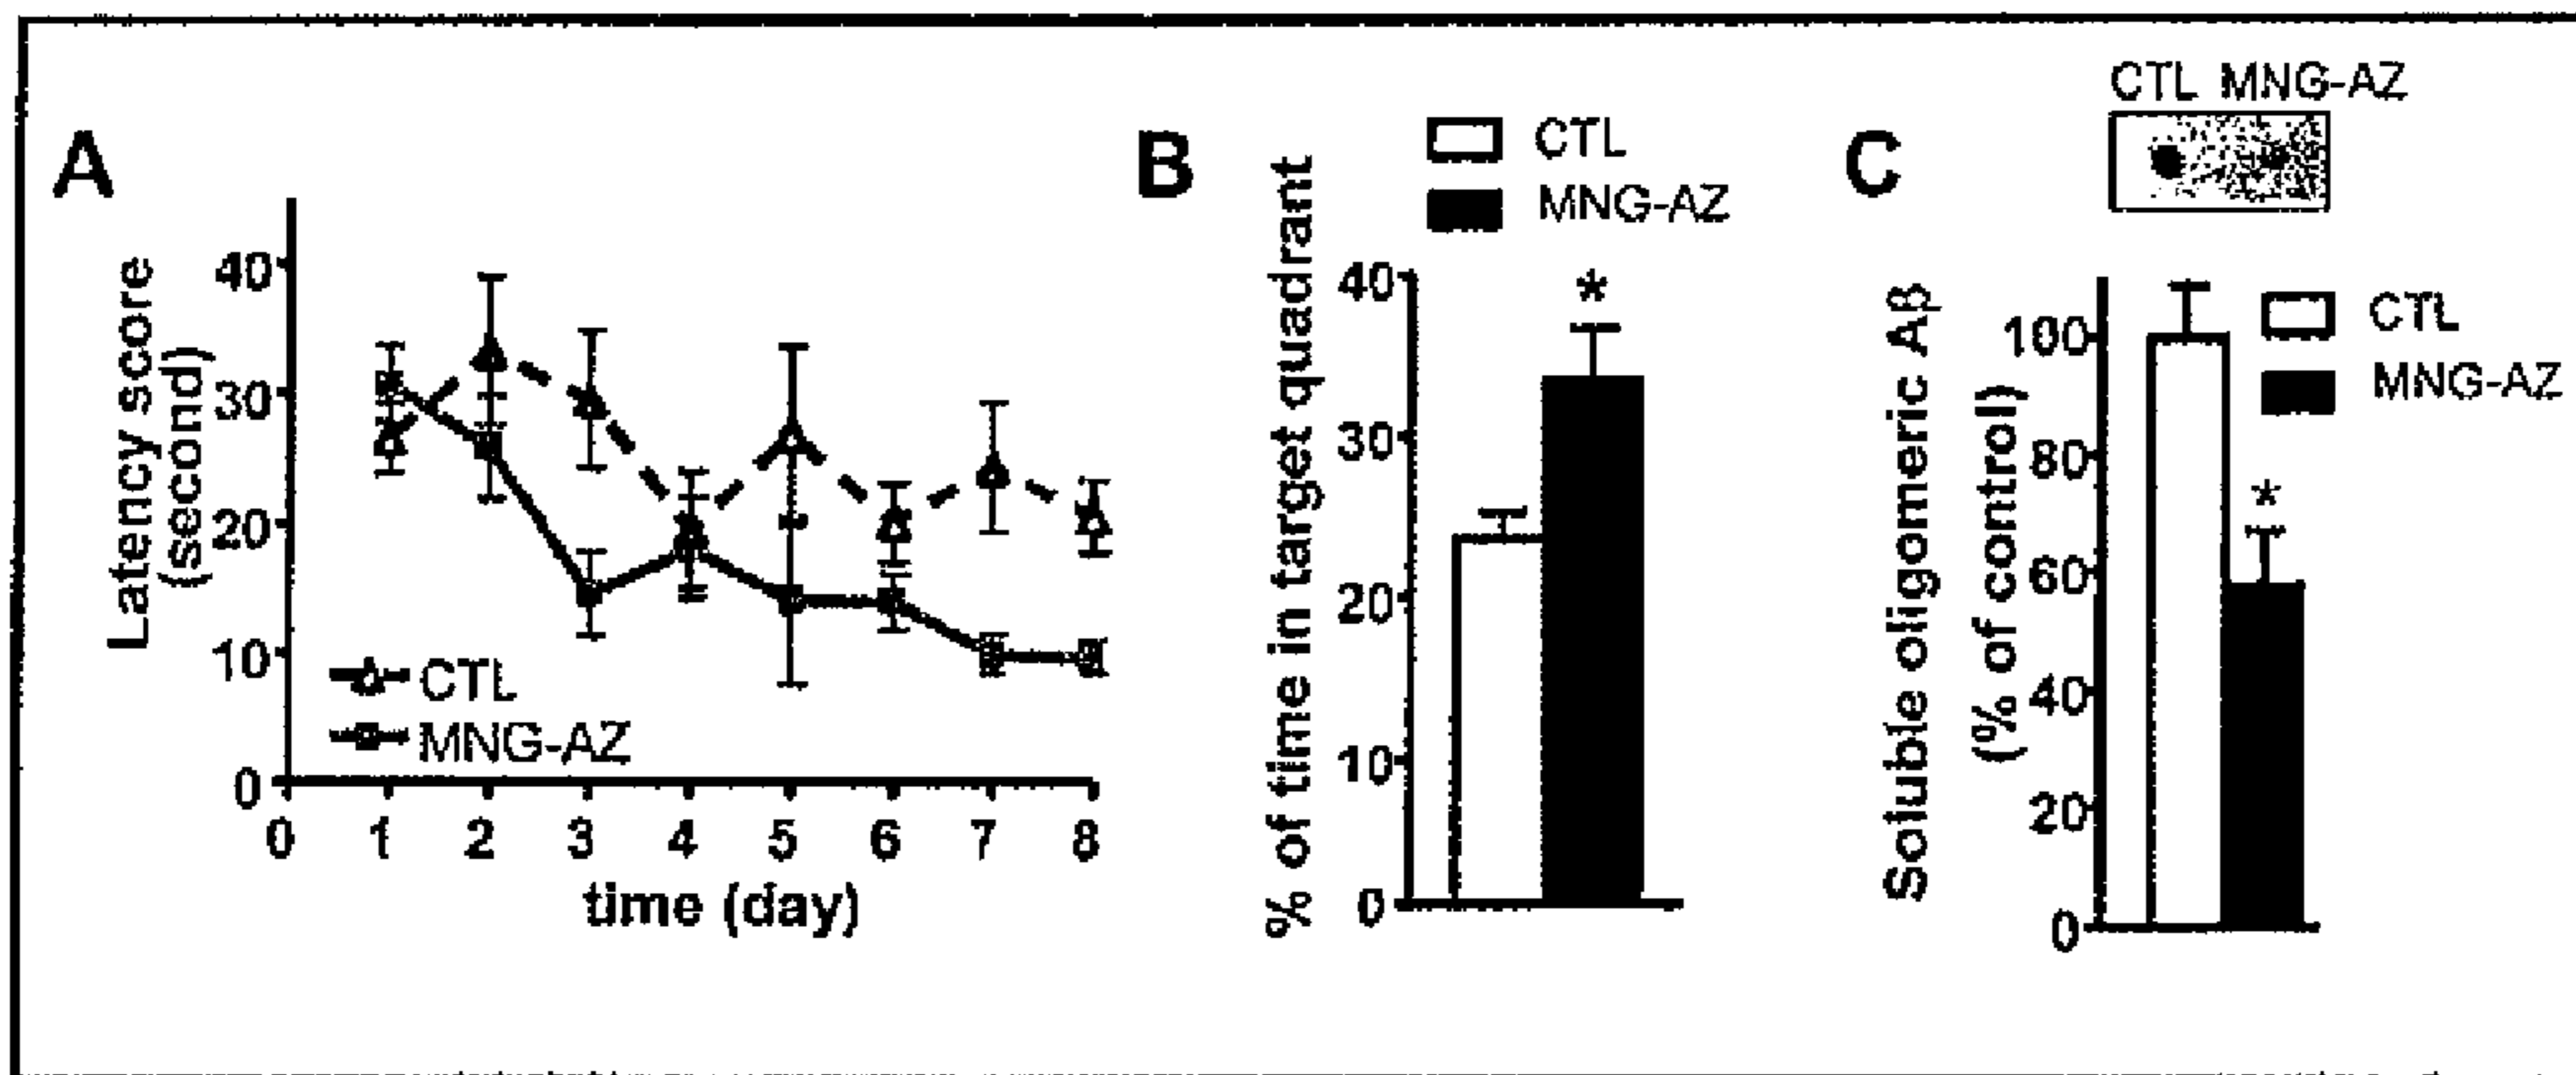 A
Latency score
(second)
40
30
20
10
0
CTL
MNG-AZ
0 1 2 3 4 5 6 7 8
time (day)
B
CTL
MNG-AZ
% of time in target quadrant
40
30
20
10
0
*
C
CTL MNG-AZ
Soluble oligomeric Aβ
(% of control)
100
80
60
40
20
0
CTL
MNG-AZ
*